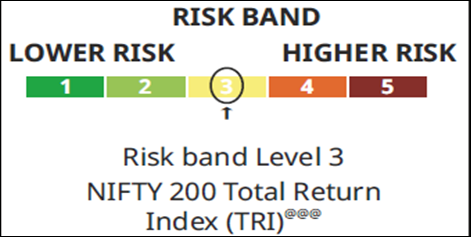 RISK BAND
LOWER RISK HIGHER RISK
1 2 3 4 5
Risk band Level 3
NIFTY 200 Total Return
Index (TRI)@@@